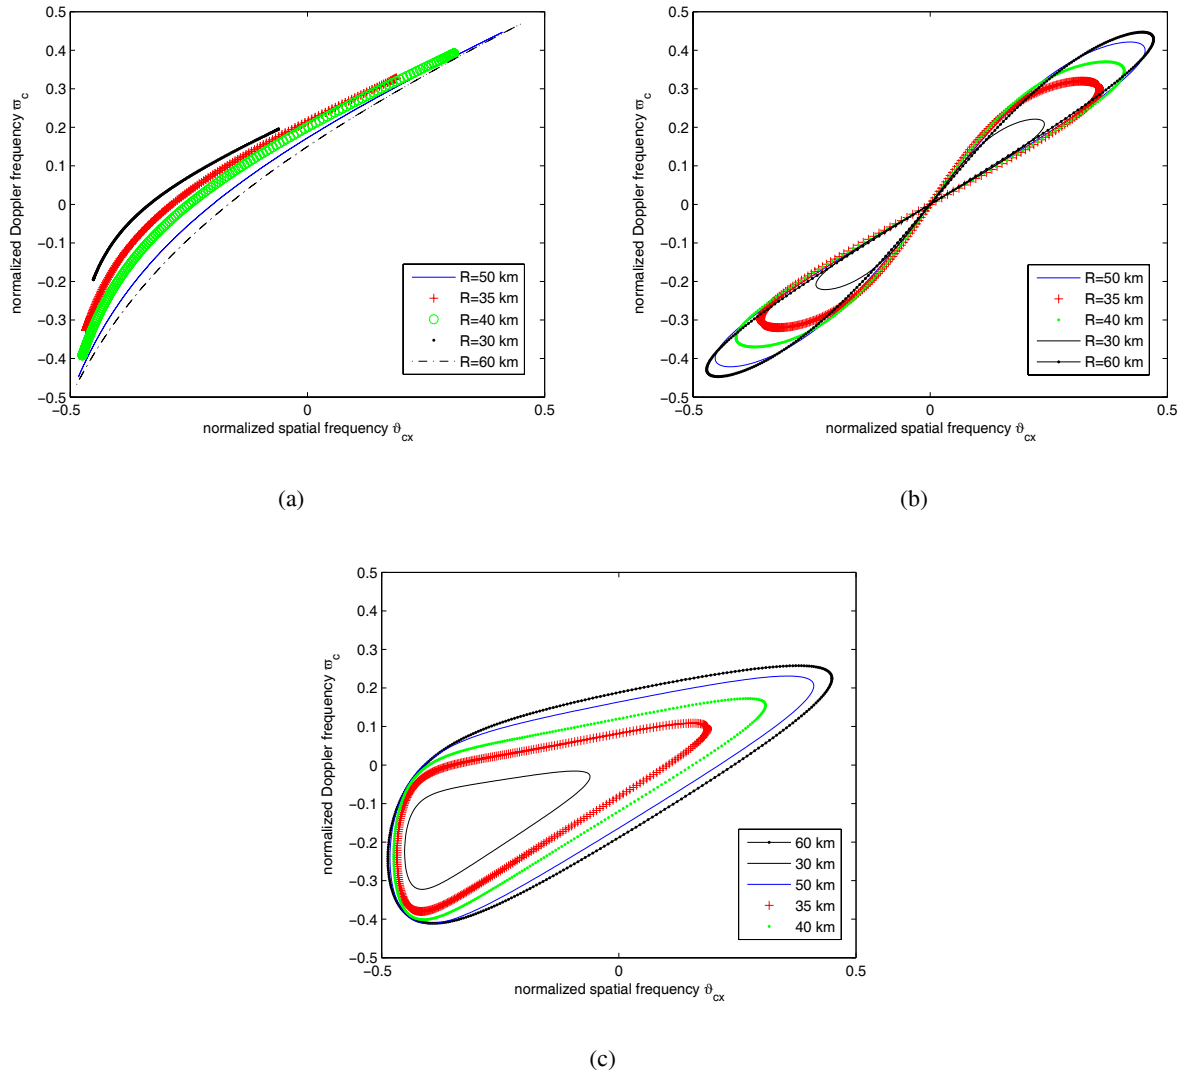 0.5
0.4
0.3
0.2
0.1
0
−0.1
−0.2
−0.3
−0.4
−0.5
normalized Doppler frequency ϖc
−0.5 0 0.5
normalized spatial frequency ϑcx
R=50 km
R=35 km
R=40 km
R=30 km
R=60 km
(a)
0.5
0.4
0.3
0.2
0.1
0
−0.1
−0.2
−0.3
−0.4
−0.5
normalized Doppler frequency ϖc
−0.5 0 0.5
normalized spatial frequency ϑcx
R=50 km
R=35 km
R=40 km
R=30 km
R=60 km
(b)
0.5
0.4
0.3
0.2
0.1
0
−0.1
−0.2
−0.3
−0.4
−0.5
normalized Doppler frequency ϖc
−0.5 0 0.5
normalized spatial frequency ϑcx
60 km
30 km
50 km
35 km
40 km
(c)